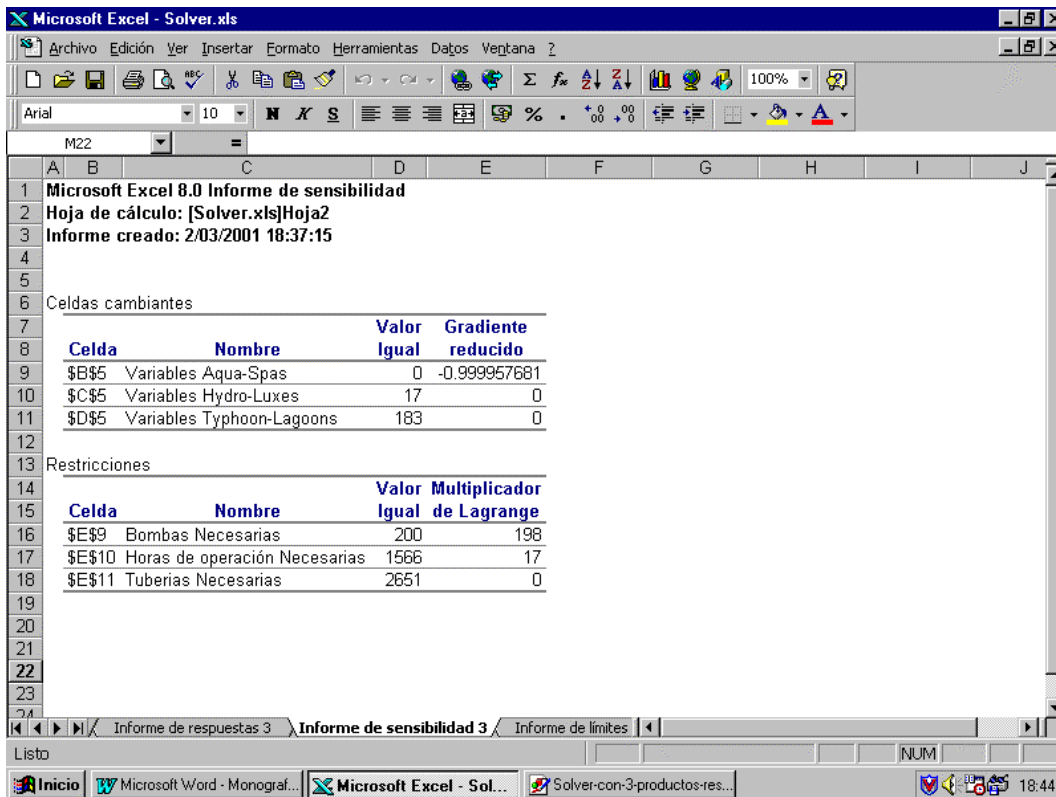 Microsoft Excel - Solver.xls
Archivo Edición Ver Insertar Formato Herramientas Datos Ventana ?
100%
Arial 10 N K S
M22 =
A B C D E F G H I J
1 Microsoft Excel 8.0 Informe de sensibilidad
2 Hoja de cálculo: [Solver.xls]Hoja2
3 Informe creado: 2/03/2001 18:37:15
4
5
6 Celdas cambiantes
7 Valor Gradiente
8 Celda Nombre Igual reducido
9 $B$5 Variables Aqua-Spas 0 -0.999957681
10 $C$5 Variables Hydro-Luxes 17 0
11 $D$5 Variables Typhoon-Lagoons 183 0
12
13 Restricciones
14 Valor Multiplicador
15 Celda Nombre Igual de Lagrange
16 $E$9 Bombas Necesarias 200 198
17 $E$10 Horas de operación Necesarias 1566 17
18 $E$11 Tuberias Necesarias 2651 0
19
20
21
22
23
24
Informe de respuestas 3 Informe de sensibilidad 3 Informe de límites
Listo NUM
Inicio Microsoft Word - Monograf... Microsoft Excel - Sol... Solver-con-3-productos-res... 18:44